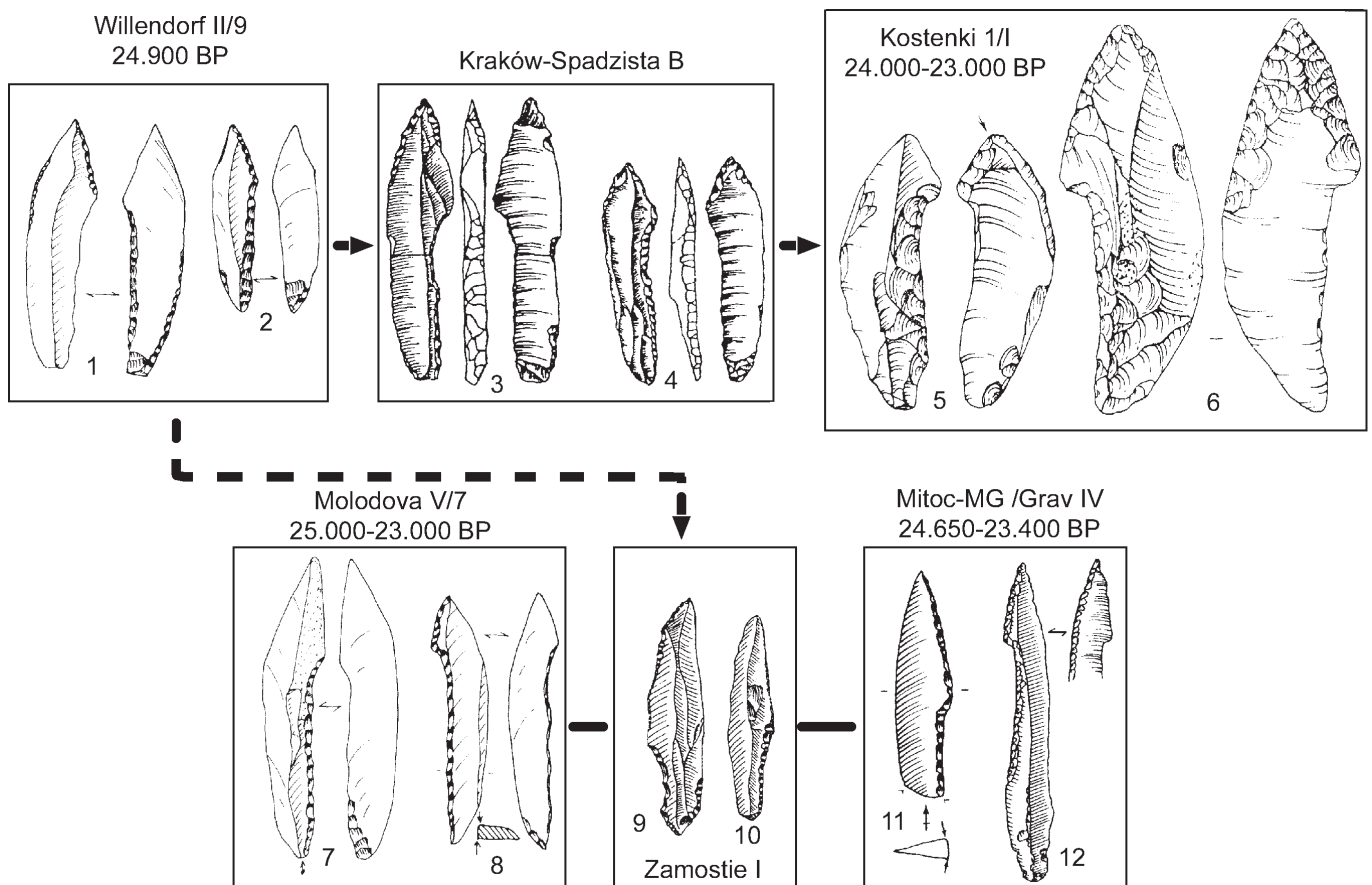 Willendorf II/9
24.900 BP
1
2
Kraków-Spadzista B
3
4
Kostenki 1/I
24.000-23.000 BP
5
6
Molodova V/7
25.000-23.000 BP
7
8
9
10
Zamostie I
Mitoc-MG /Grav IV
24.650-23.400 BP
11
12